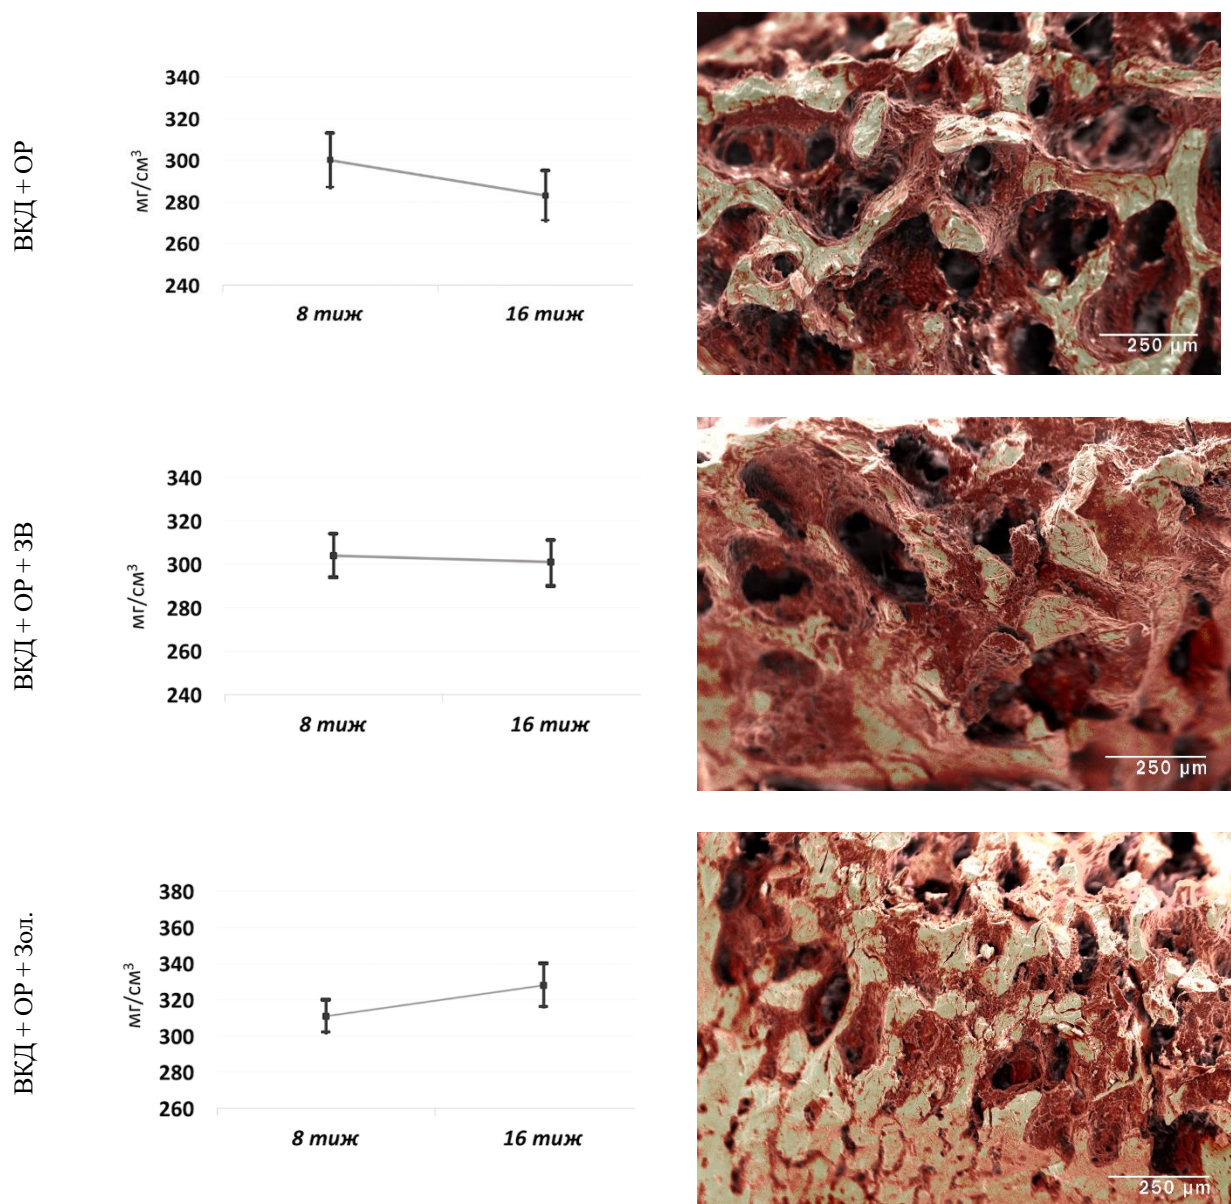 ВКД + ОР
мг/см³
340
320
300
280
260
240
8 тиж 16 тиж
250 µm
ВКД + ОР + ЗВ
мг/см³
340
320
300
280
260
240
8 тиж 16 тиж
250 µm
ВКД + ОР + Зол.
мг/см³
380
360
340
320
300
280
260
8 тиж 16 тиж
250 µm